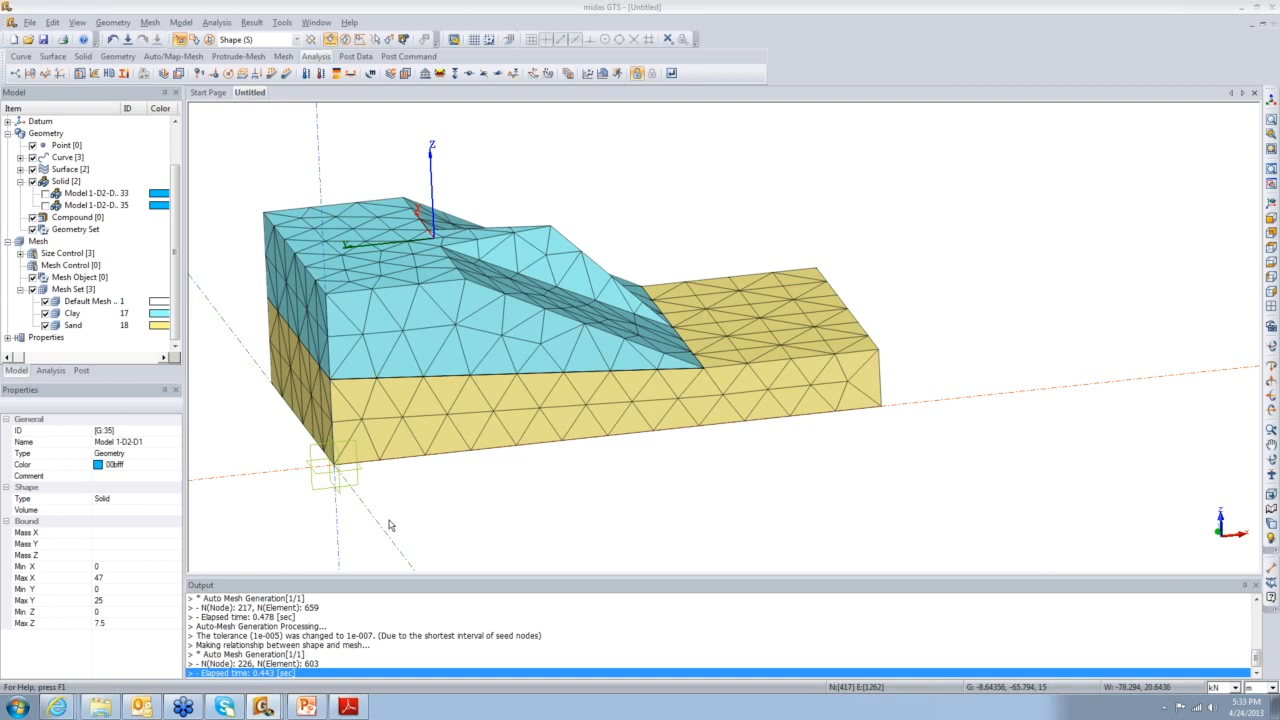 midas GTS - [Untitled]
File Edit View Geometry Mesh Model Analysis Result Tools Window Help
Shape (S)
Curve Surface Solid Geometry Auto/Map-Mesh Protrude-Mesh Mesh Analysis Post Data Post Command
Model
Start Page Untitled
Item ID Color
Datum
Geometry
Point [0]
Curve [3]
Surface [2]
Solid [2]
Model 1-D2-D.. 33
Model 1-D2-D.. 35
Compound [0]
Geometry Set
Mesh
Size Control [3]
Mesh Control [0]
Mesh Object [0]
Mesh Set [3]
Default Mesh .. 1
Clay 17
Sand 18
Properties
Model Analysis Post
Properties
General
ID [G:35]
Name Model 1-D2-D1
Type Geometry
Color 00bfff
Comment
Shape
Type Solid
Volume
Bound
Mass X
Mass Y
Mass Z
Min X 0
Max X 47
Min Y 0
Max Y 25
Min Z 0
Max Z 7.5
Z
Y
Z
Output
> * Auto Mesh Generation[1/1]
> - N(Node): 217, N(Element): 659
> - Elapsed time: 0.478 [sec]
> Auto-Mesh Generation Processing...
> The tolerance (1e-005) was changed to 1e-007. (Due to the shortest interval of seed nodes)
> Making relationship between shape and mesh...
> * Auto Mesh Generation[1/1]
> - N(Node): 226, N(Element): 603
> - Elapsed time: 0.443 [sec]
For Help, press F1
N:[417] E:[1262]
G: -8.64356, -65.794, 15
W: -78.294, 20.6436
kN
m
5:33 PM
4/24/2013